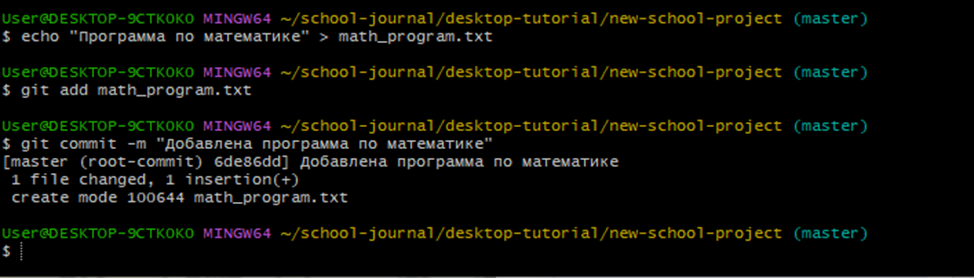 User@DESKTOP-9CTK0KO MINGW64 ~/school-journal/desktop-tutorial/new-school-project (master)
$ echo "Программа по математике" > math_program.txt
User@DESKTOP-9CTK0KO MINGW64 ~/school-journal/desktop-tutorial/new-school-project (master)
$ git add math_program.txt
User@DESKTOP-9CTK0KO MINGW64 ~/school-journal/desktop-tutorial/new-school-project (master)
$ git commit -m "Добавлена программа по математике"
[master (root-commit) 6de86dd] Добавлена программа по математике
1 file changed, 1 insertion(+)
create mode 100644 math_program.txt
User@DESKTOP-9CTK0KO MINGW64 ~/school-journal/desktop-tutorial/new-school-project (master)
$